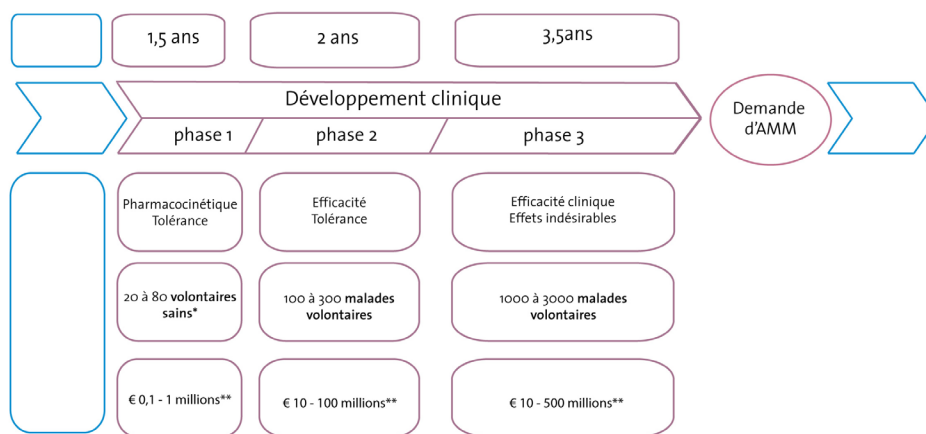 1,5 ans
2 ans
3,5ans
Développement clinique
phase 1
phase 2
phase 3
Demande
d'AMM
Pharmacocinétique
Tolérance
Efficacité
Tolérance
Efficacité clinique
Effets indésirables
20 à 80 volontaires
sains*
100 à 300 malades
volontaires
1000 à 3000 malades
volontaires
€ 0,1 - 1 millions**
€ 10 - 100 millions**
€ 10 - 500 millions**